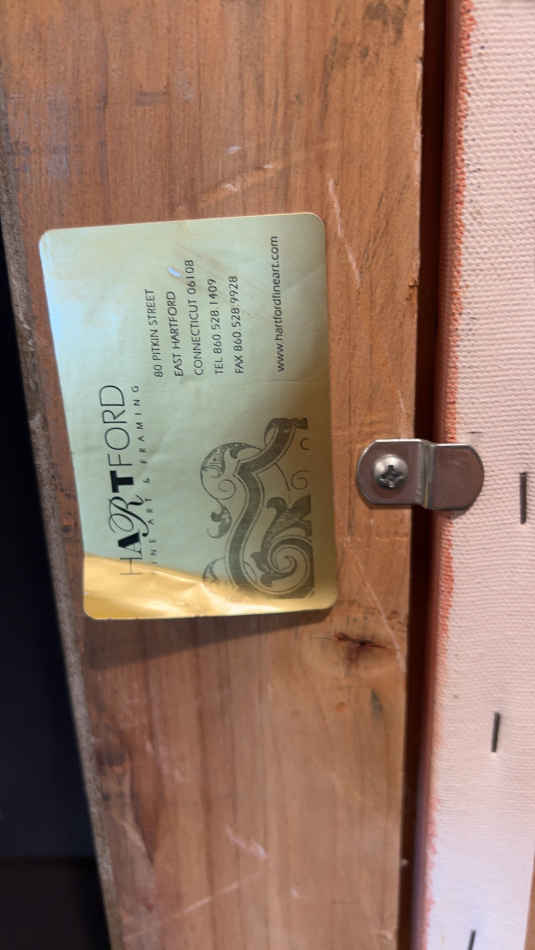 HARTFORD
FINE ART & FRAMING
80 PITKIN STREET
EAST HARTFORD
CONNECTICUT 06108
TEL 860 528 1409
FAX 860 528 9928
www.hartfordfineart.com